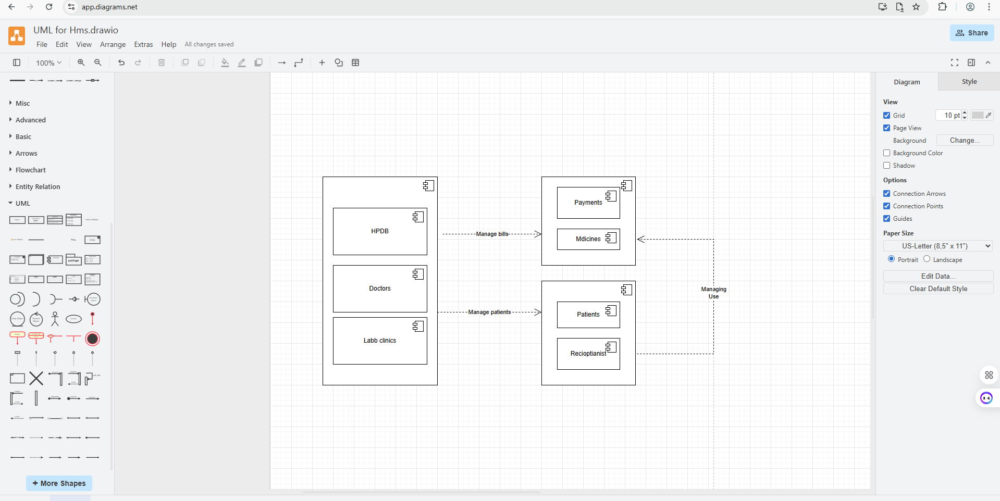 app.diagrams.net
UML for Hms.drawio
Share
File Edit View Arrange Extras Help All changes saved
100%
Diagram Style
Misc
Advanced
Basic
Arrows
Flowchart
Entity Relation
UML
package
More Shapes
HPDB
Doctors
Labb clinics
Manage bills
Manage patients
Payments
Mdicines
Patients
Recioptianist
Managing
Use
View
Grid 10 pt
Page View
Background Change...
Background Color
Shadow
Options
Connection Arrows
Connection Points
Guides
Paper Size
US-Letter (8,5" x 11")
Portrait Landscape
Edit Data...
Clear Default Style